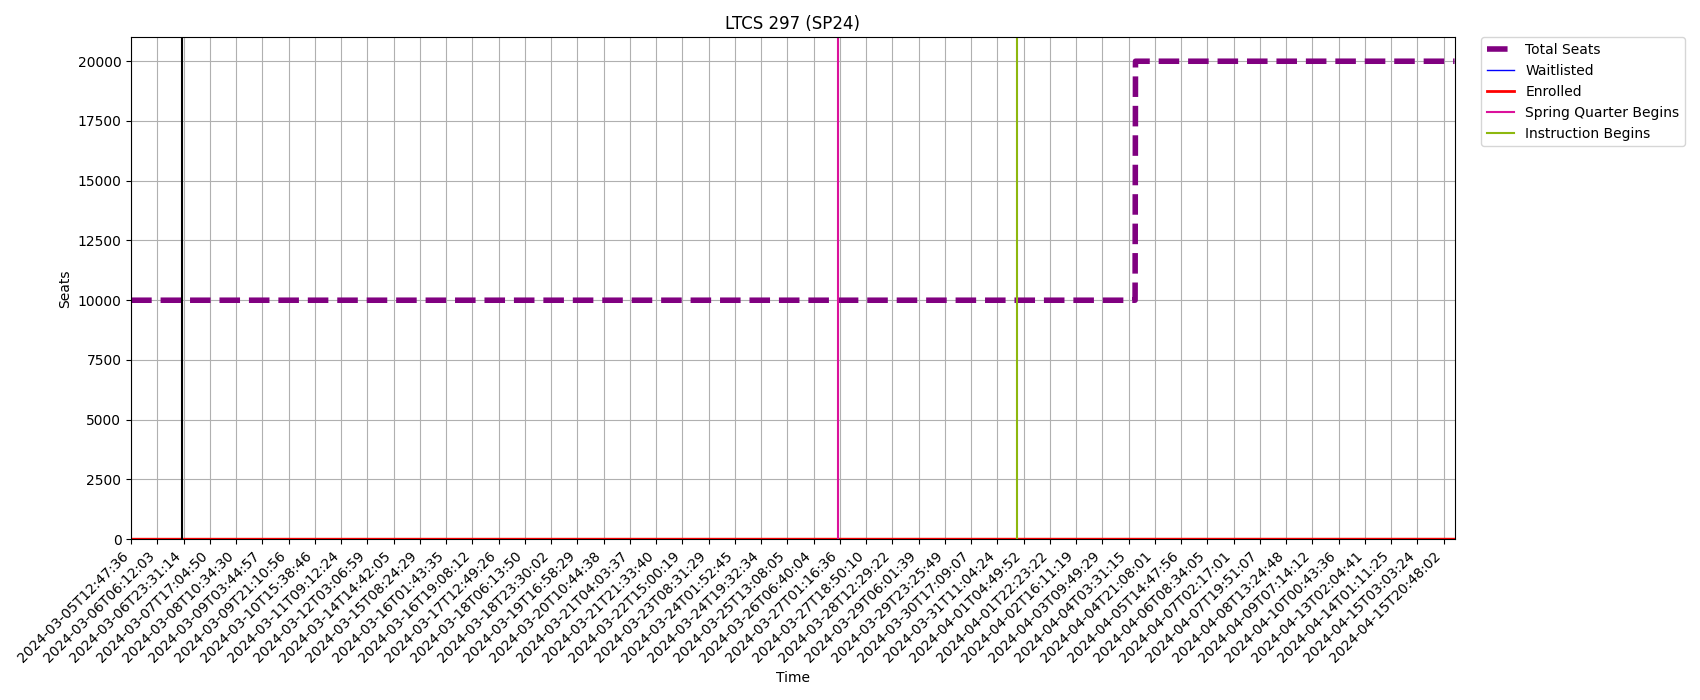 LTCS 297 (SP24)
Total Seats
Waitlisted
Enrolled
Spring Quarter Begins
Instruction Begins
20000
17500
15000
12500
10000
7500
5000
2500
0
Seats
2024-03-05T12:47:36
2024-03-06T06:12:03
2024-03-06T23:31:14
2024-03-07T17:04:50
2024-03-08T10:34:30
2024-03-09T03:44:57
2024-03-09T21:10:56
2024-03-10T15:38:46
2024-03-11T09:12:24
2024-03-12T03:06:59
2024-03-14T14:42:05
2024-03-15T08:24:29
2024-03-16T01:43:35
2024-03-16T19:08:12
2024-03-17T12:49:26
2024-03-18T06:13:50
2024-03-18T23:30:02
2024-03-19T16:58:29
2024-03-20T10:44:38
2024-03-21T04:03:37
2024-03-21T21:33:40
2024-03-22T15:00:19
2024-03-23T08:31:29
2024-03-24T01:52:45
2024-03-24T19:32:34
2024-03-25T13:08:05
2024-03-26T06:40:04
2024-03-27T01:16:36
2024-03-27T18:50:10
2024-03-28T12:29:22
2024-03-29T06:01:39
2024-03-29T23:25:49
2024-03-30T17:09:07
2024-03-31T11:04:24
2024-04-01T04:49:52
2024-04-01T22:23:22
2024-04-02T16:11:19
2024-04-03T09:49:29
2024-04-04T03:31:15
2024-04-04T21:08:01
2024-04-05T14:47:56
2024-04-06T08:34:05
2024-04-07T02:17:01
2024-04-07T19:51:07
2024-04-08T13:24:48
2024-04-09T07:14:12
2024-04-10T00:43:36
2024-04-13T02:04:41
2024-04-14T01:11:25
2024-04-15T03:03:24
2024-04-15T20:48:02
Time